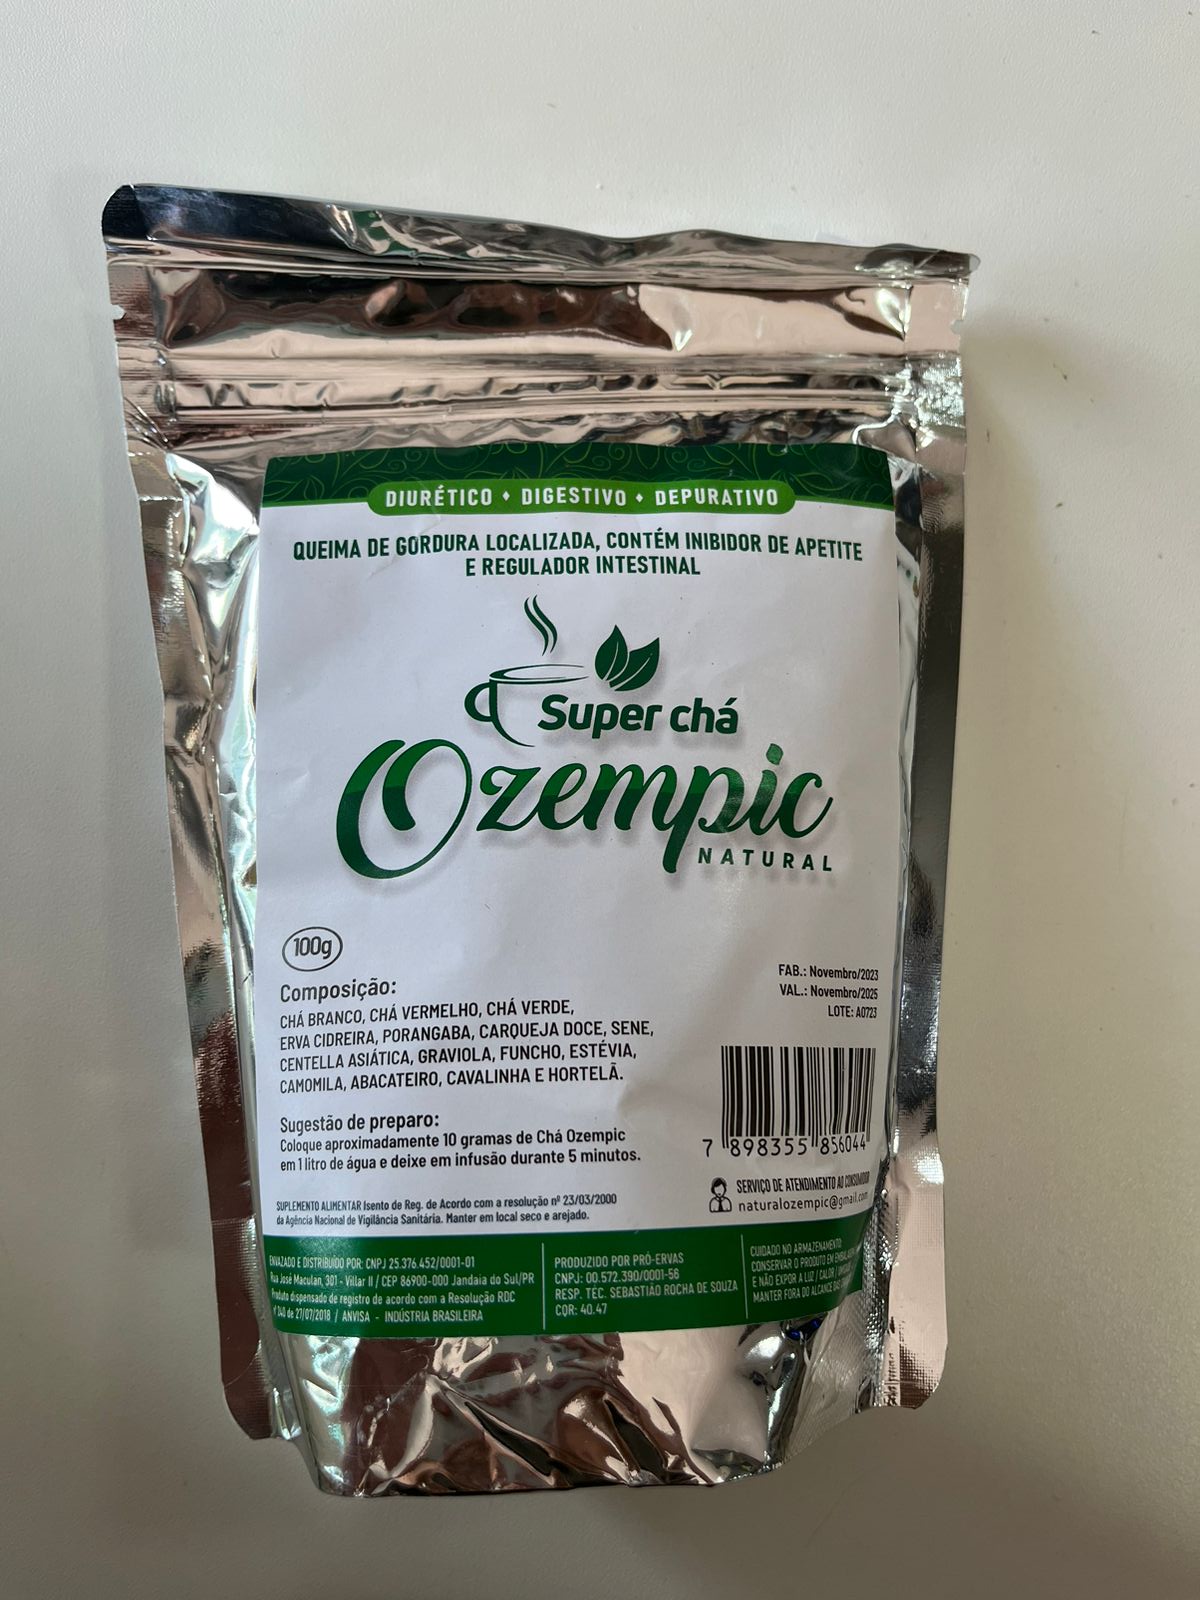 DIURÉTICO • DIGESTIVO • DEPURATIVO
QUEIMA DE GORDURA LOCALIZADA, CONTÉM INIBIDOR DE APETITE
E REGULADOR INTESTINAL
Super chá
Ozempic
NATURAL
100g
Composição:
CHÁ BRANCO, CHÁ VERMELHO, CHÁ VERDE,
ERVA CIDREIRA, PORANGABA, CARQUEJA DOCE, SENE,
CENTELLA ASIÁTICA, GRAVIOLA, FUNCHO, ESTÉVIA,
CAMOMILA, ABACATEIRO, CAVALINHA E HORTELÃ.
Sugestão de preparo:
Coloque aproximadamente 10 gramas de Chá Ozempic
em 1 litro de água e deixe em infusão durante 5 minutos.
SUPLEMENTO ALIMENTAR Isento de Reg. de Acordo com a resolução nº 23/03/2000
da Agência Nacional de Vigilância Sanitária. Manter em local seco e arejado.
FAB.: Novembro/2023
VAL.: Novembro/2025
LOTE: A0723
7 898355 856044
SERVIÇO DE ATENDIMENTO AO CONSUMIDOR
naturalozempic@gmail.com
ENVAZADO E DISTRIBUÍDO POR: CNPJ 25.376.452/0001-01
Rua José Maculan, 301 - Villar II / CEP 86900-000 Jandaia do Sul/PR
Produto dispensado de registro de acordo com a Resolução RDC
nº 240 de 27/07/2018 / ANVISA - INDÚSTRIA BRASILEIRA
PRODUZIDO POR PRÓ-ERVAS
CNPJ: 00.572.390/0001-56
RESP. TÉC. SEBASTIÃO ROCHA DE SOUZA
CQR: 40.47
CUIDADO NO ARMAZENAMENTO:
CONSERVAR O PRODUTO EM
E NÃO EXPOR A LUZ / CALOR /
MANTER FORA DO ALCANCE